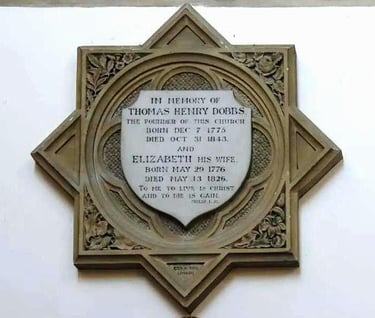 IN MEMORY OF
THOMAS HENRY DOBBS,
THE FOUNDER OF THIS CHURCH
BORN DEC 7 1775
DIED OCT 31 1843.
AND
ELIZABETH HIS WIFE.
BORN MAY 29 1776
DIED MAY 13 1826.
TO ME TO LIVE IS CHRIST
AND TO DIE IS GAIN.